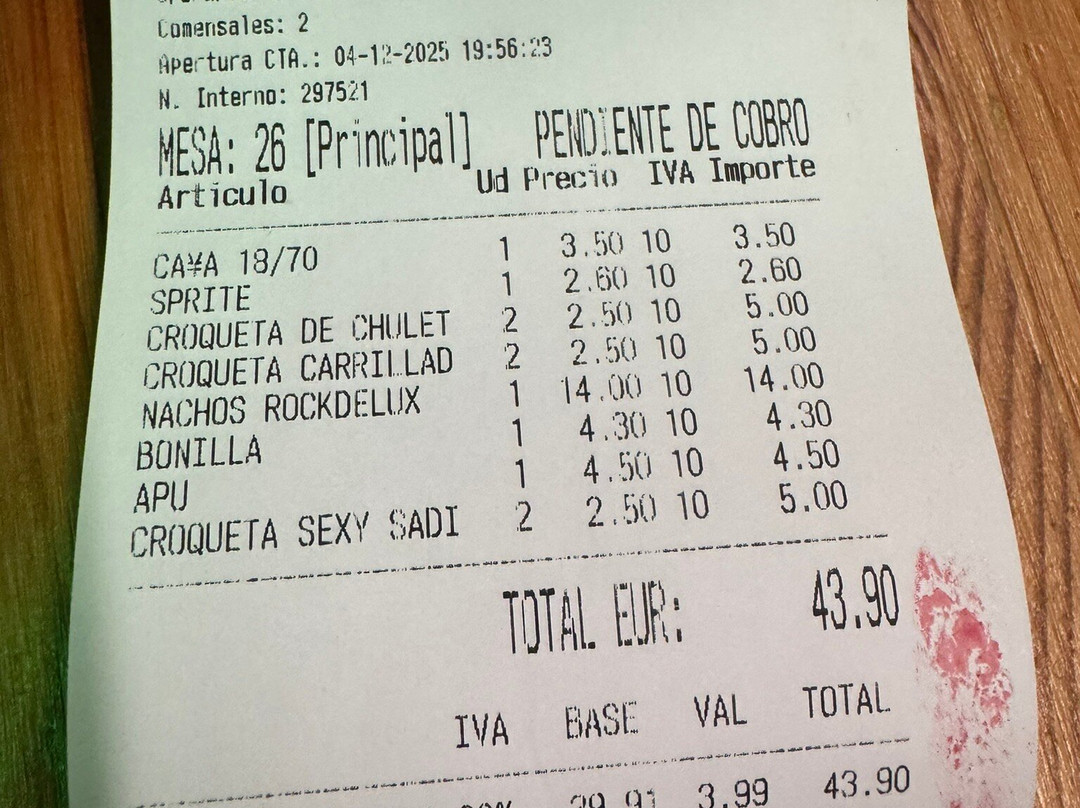 Comensales: 2
Apertura CTA.: 04-12-2025 19:56:23
N. Interno: 297521
MESA: 26 [Principal] PENDIENTE DE COBRO
Artículo Ud Precio IVA Importe
CA¥A 18/70 1 3.50 10 3.50
SPRITE 1 2.60 10 2.60
CROQUETA DE CHULET 2 2.50 10 5.00
CROQUETA CARRILLAD 2 2.50 10 5.00
NACHOS ROCKDELUX 1 14.00 10 14.00
BONILLA 1 4.30 10 4.30
APU 1 4.50 10 4.50
CROQUETA SEXY SADI 2 2.50 10 5.00
TOTAL EUR: 43.90
IVA BASE VAL TOTAL
39.91 3.99 43.90